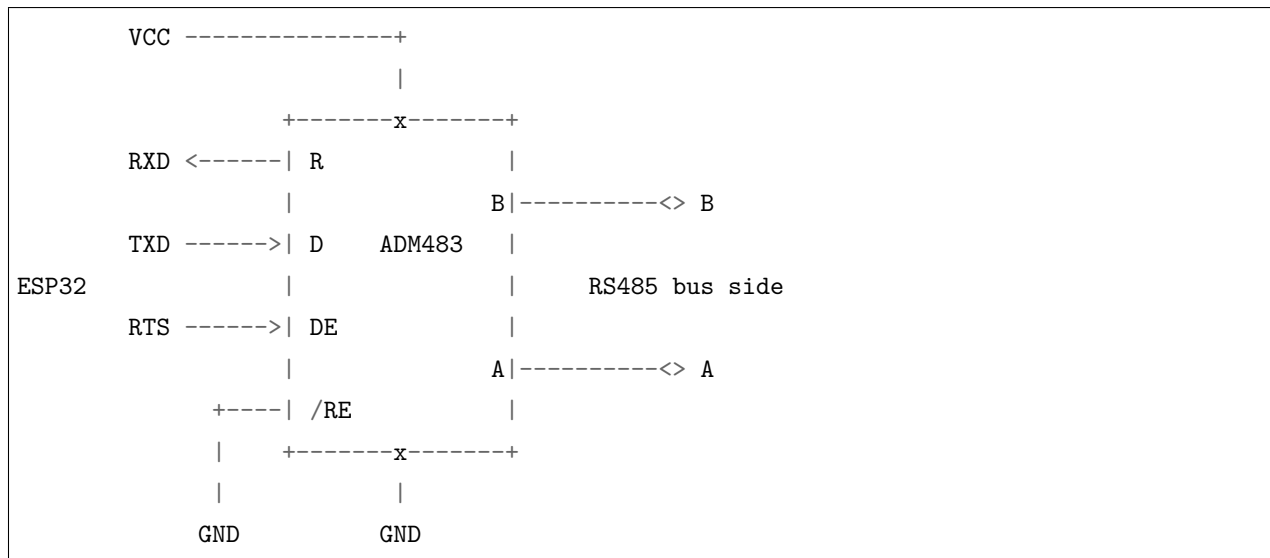 VCC ---------------+
|
+-------x-------+
RXD <------| R |
| B|----------<> B
TXD ------>| D ADM483 |
ESP32 | | RS485 bus side
RTS ------>| DE |
| A|----------<> A
+----| /RE |
| +-------x-------+
| |
GND GND